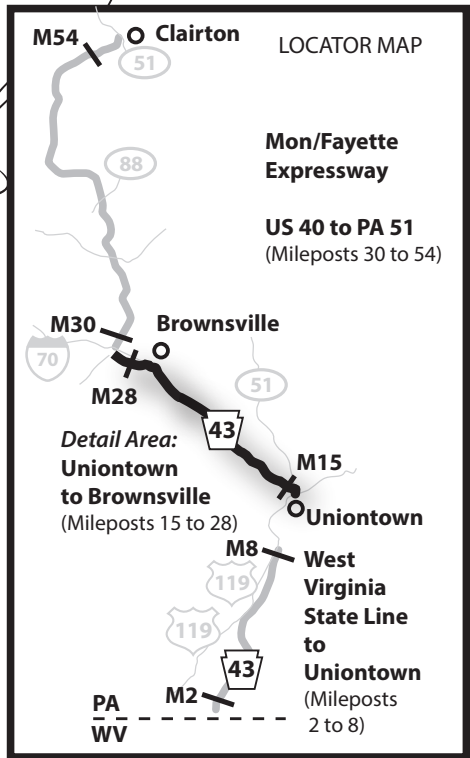 M54
Clairton
LOCATOR MAP
51
Mon/Fayette
Expressway
88
US 40 to PA 51
(Mileposts 30 to 54)
M30
Brownsville
70
M28
51
43
Detail Area:
Uniontown
to Brownsville
(Mileposts 15 to 28)
M15
Uniontown
M8
119
119
West
Virginia
State Line
to
Uniontown
(Mileposts
2 to 8)
43
M2
PA
WV